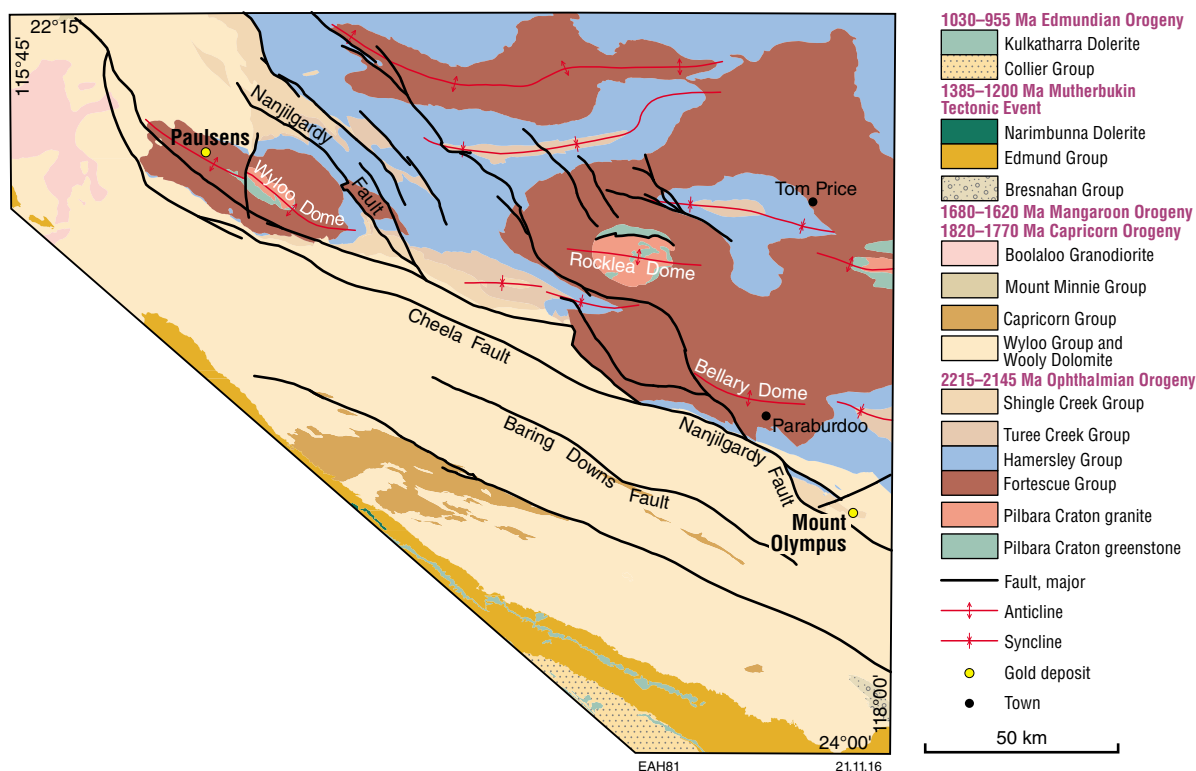 22°15'
115°45'
Nanjilgardy
Fault
Paulsens
Wyloo Dome
Tom Price
Rocklea Dome
Cheela Fault
Bellary Dome
Paraburdoo
Nanjilgardy Fault
Baring Downs Fault
Mount
Olympus
118°00'
24°00'
EAH81
21.11.16
1030–955 Ma Edmundian Orogeny
Kulkatharra Dolerite
Collier Group
1385–1200 Ma Mutherbukin
Tectonic Event
Narimbunna Dolerite
Edmund Group
Bresnahan Group
1680–1620 Ma Mangaroon Orogeny
1820–1770 Ma Capricorn Orogeny
Boolaloo Granodiorite
Mount Minnie Group
Capricorn Group
Wyloo Group and
Wooly Dolomite
2215–2145 Ma Ophthalmian Orogeny
Shingle Creek Group
Turee Creek Group
Hamersley Group
Fortescue Group
Pilbara Craton granite
Pilbara Craton greenstone
Fault, major
Anticline
Syncline
Gold deposit
Town
50 km